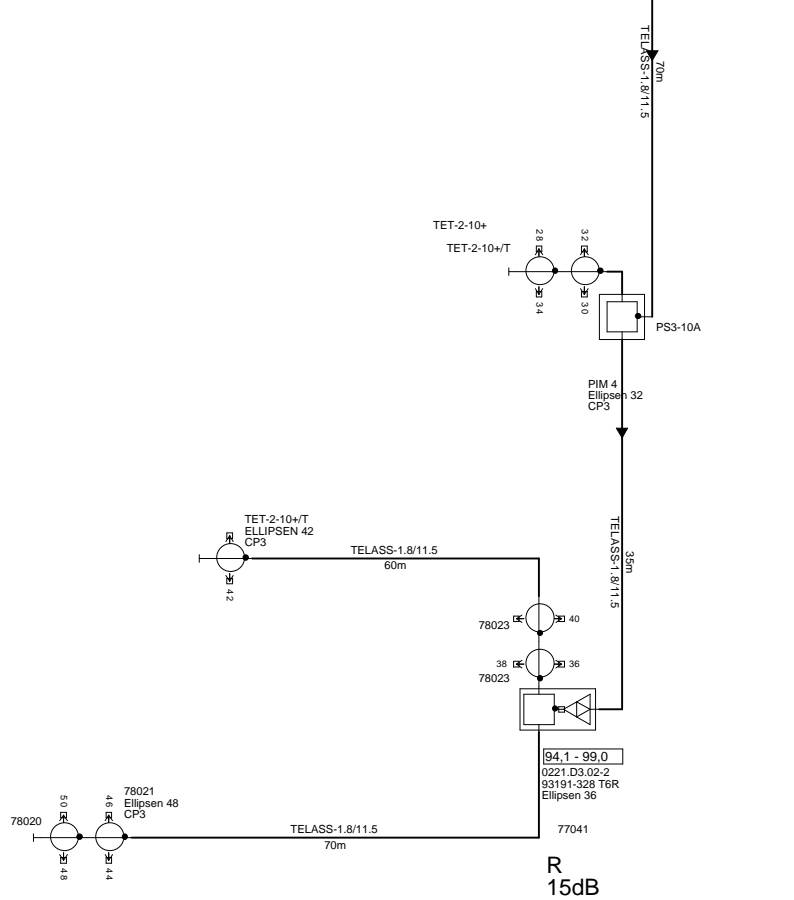 TELASS-1.8/11.5
70m
TET-2-10+
TET-2-10+/T
28
32
34
30
PS3-10A
PIM 4
Ellipsen 32
CP3
TELASS-1.8/11.5
35m
TET-2-10+/T
ELLIPSEN 42
CP3
42
TELASS-1.8/11.5
60m
78023
40
38
36
78023
94,1 - 99,0
0221.D3.02-2
93191-328 T6R
Ellipsen 36
77041
78021
Ellipsen 48
CP3
50
46
78020
48
44
TELASS-1.8/11.5
70m
R
15dB